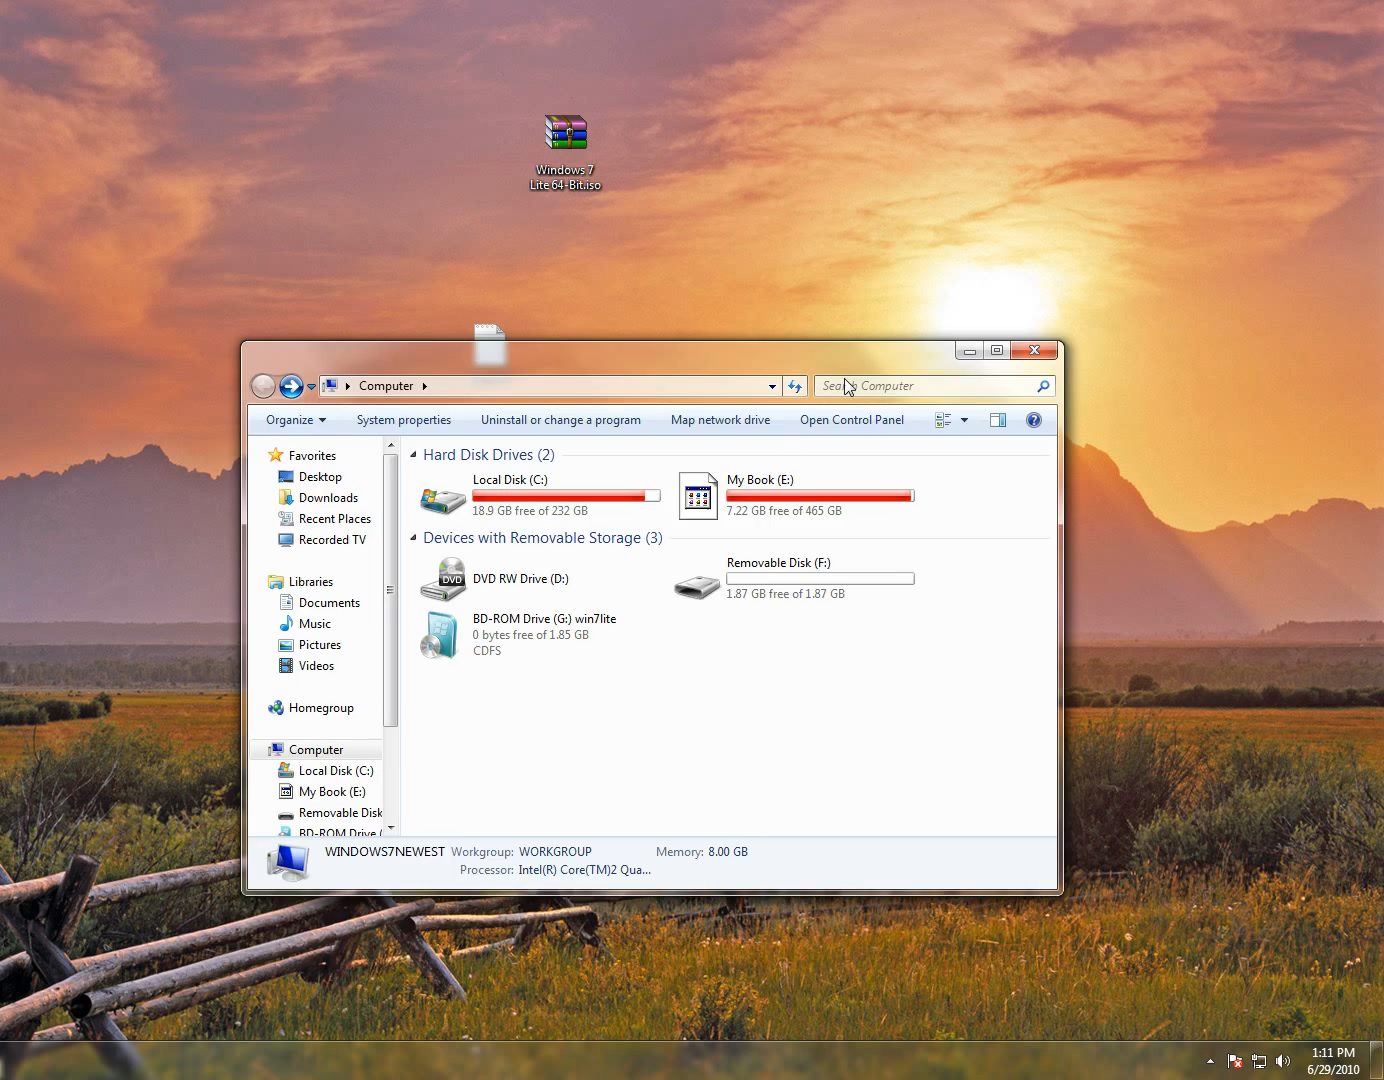 Windows 7
Lite 64-Bit.iso
Computer
Search Computer
Organize
System properties
Uninstall or change a program
Map network drive
Open Control Panel
Favorites
Desktop
Downloads
Recent Places
Recorded TV
Libraries
Documents
Music
Pictures
Videos
Homegroup
Computer
Local Disk (C:)
My Book (E:)
Removable Disk
BD-ROM Drive (
Hard Disk Drives (2)
Local Disk (C:)
18.9 GB free of 232 GB
My Book (E:)
7.22 GB free of 465 GB
Devices with Removable Storage (3)
DVD
DVD RW Drive (D:)
Removable Disk (F:)
1.87 GB free of 1.87 GB
BD-ROM Drive (G:) win7lite
0 bytes free of 1.85 GB
CDFS
WINDOWS7NEWEST
Workgroup: WORKGROUP
Memory: 8.00 GB
Processor: Intel(R) Core(TM)2 Qua...
1:11 PM
6/29/2010